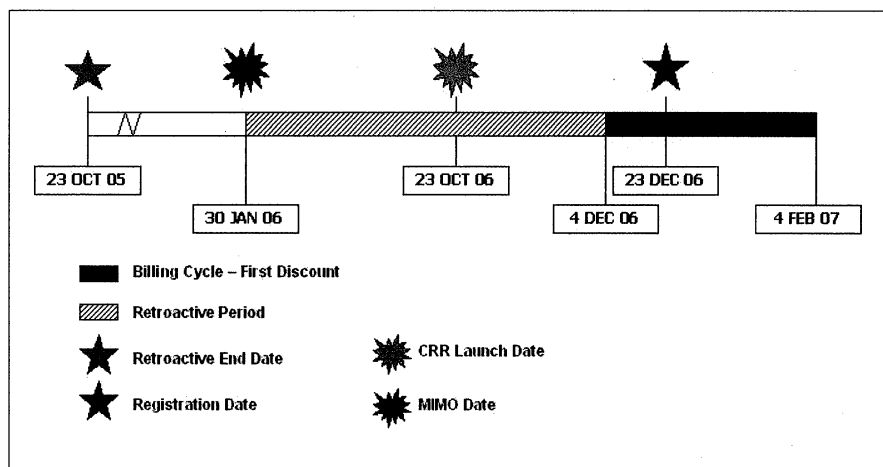 23 OCT 05
23 OCT 06
23 DEC 06
30 JAN 06
4 DEC 06
4 FEB 07
Billing Cycle – First Discount
Retroactive Period
Retroactive End Date
CRR Launch Date
Registration Date
MIMO Date